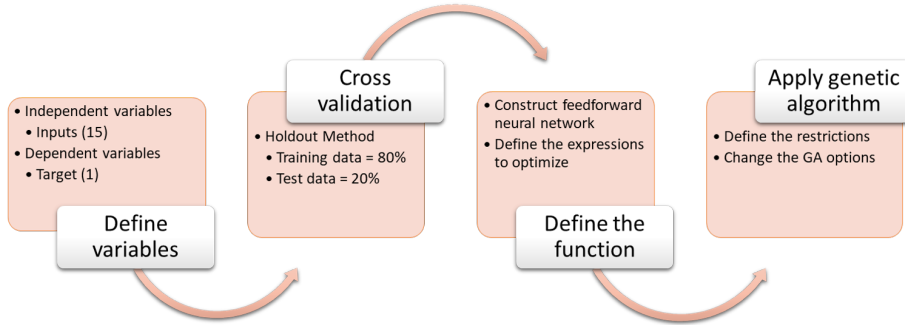 • Independent variables
• Inputs (15)
• Dependent variables
• Target (1)
Define
variables
Cross
validation
• Holdout Method
• Training data = 80%
• Test data = 20%
• Construct feedforward
neural network
• Define the expressions
to optimize
Define the
function
Apply genetic
algorithm
• Define the restrictions
• Change the GA options